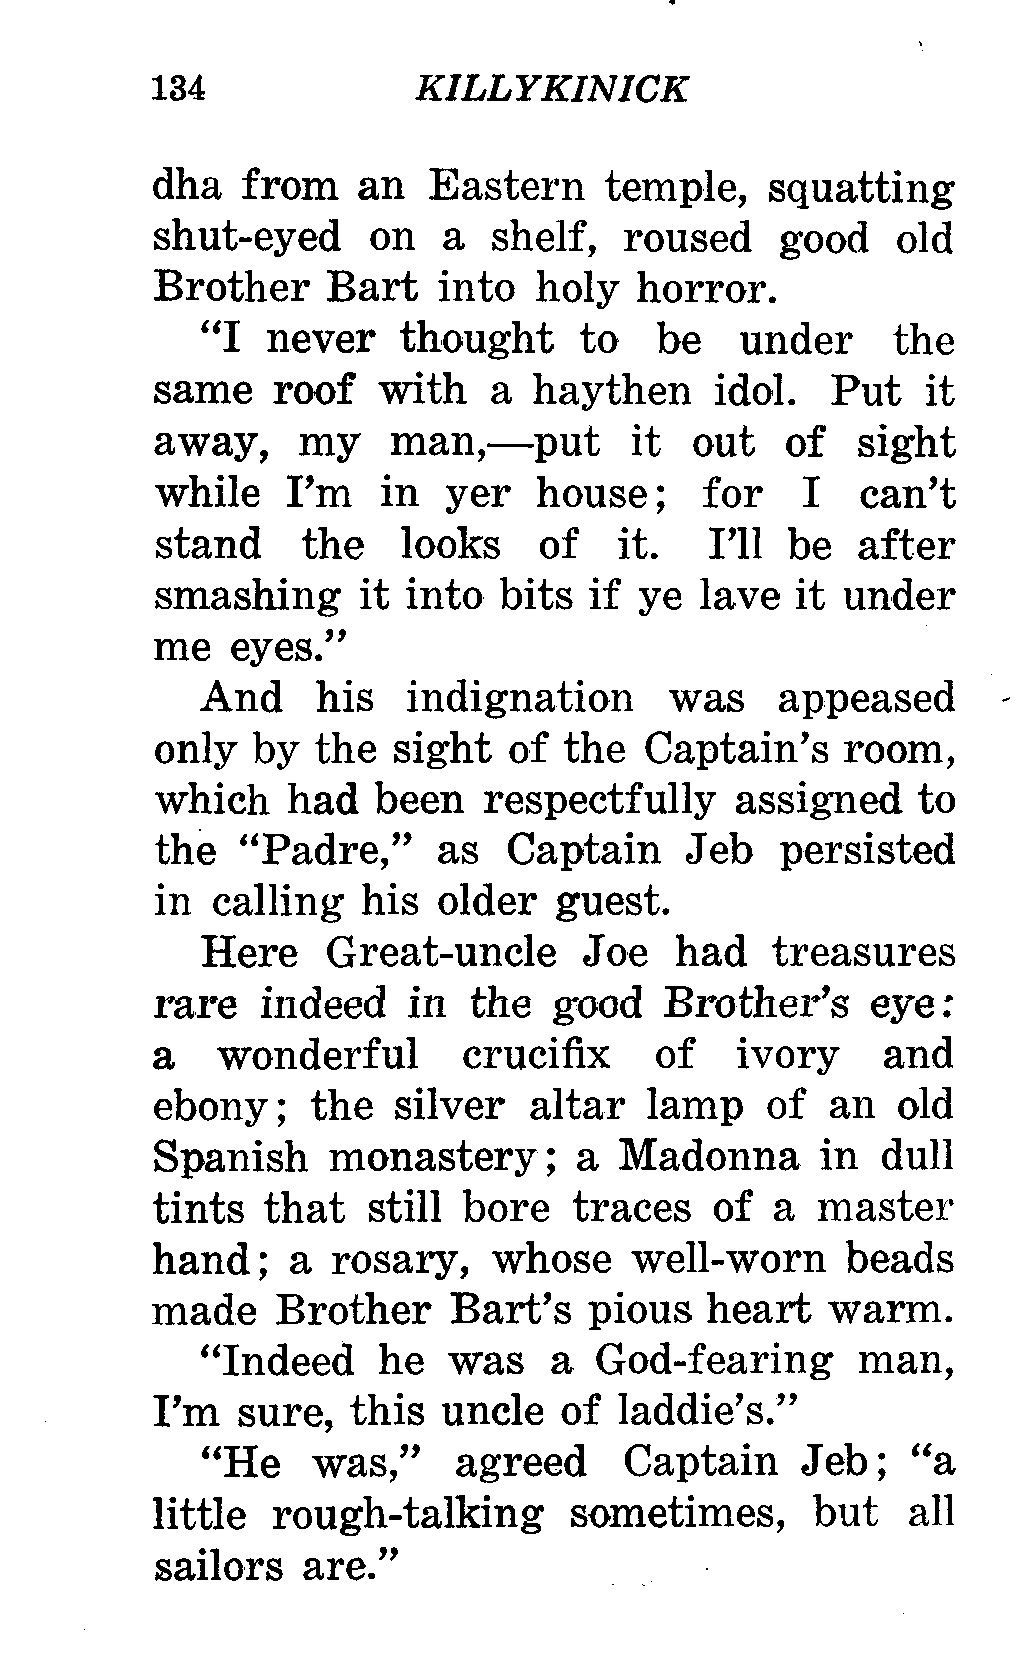 134 KILLYKINICK
dha from an Eastern temple, squatting
shut-eyed on a shelf, roused good old
Brother Bart into holy horror.
“I never thought to be under the
same roof with a haythen idol. Put it
away, my man,—put it out of sight
while I’m in yer house; for I can’t
stand the looks of it. I’ll be after
smashing it into bits if ye lave it under
me eyes.”
And his indignation was appeased
only by the sight of the Captain’s room,
which had been respectfully assigned to
the “Padre,” as Captain Jeb persisted
in calling his older guest.
Here Great-uncle Joe had treasures
rare indeed in the good Brother’s eye:
a wonderful crucifix of ivory and
ebony; the silver altar lamp of an old
Spanish monastery; a Madonna in dull
tints that still bore traces of a master
hand; a rosary, whose well-worn beads
made Brother Bart’s pious heart warm.
“Indeed he was a God-fearing man,
I’m sure, this uncle of laddie’s.”
“He was,” agreed Captain Jeb; “a
little rough-talking sometimes, but all
sailors are.”